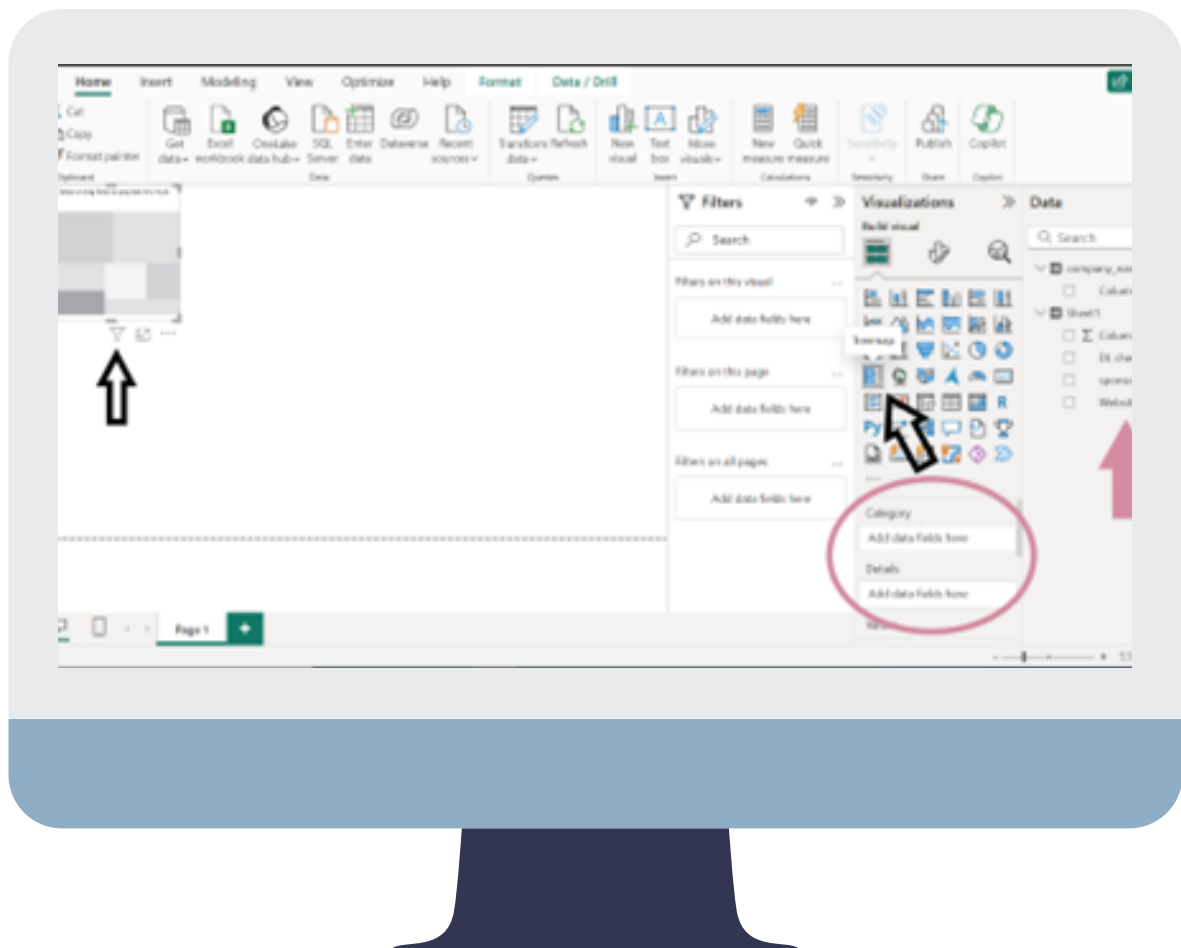 Home Insert Modeling View Optimize Help Format Data / Drill
Cut
Copy
Format painter
Get data
Excel workbook
OneLake data hub
SQL Server
Enter data
Dataverse
Recent sources
Transform data
Refresh
New visual
Text box
More visuals
New measure
Quick measure
Sensitivity
Publish
Copilot
Data
Queries
Insert
Calculations
Sensitivity
Share
Copilot
Filters
Search
Filters on this visual
Add data fields here
Filters on this page
Add data fields here
Filters on all pages
Add data fields here
Visualizations
Build visual
Treemap
R
Py
Category
Add data fields here
Details
Add data fields here
Data
Search
Sheet1
Page 1